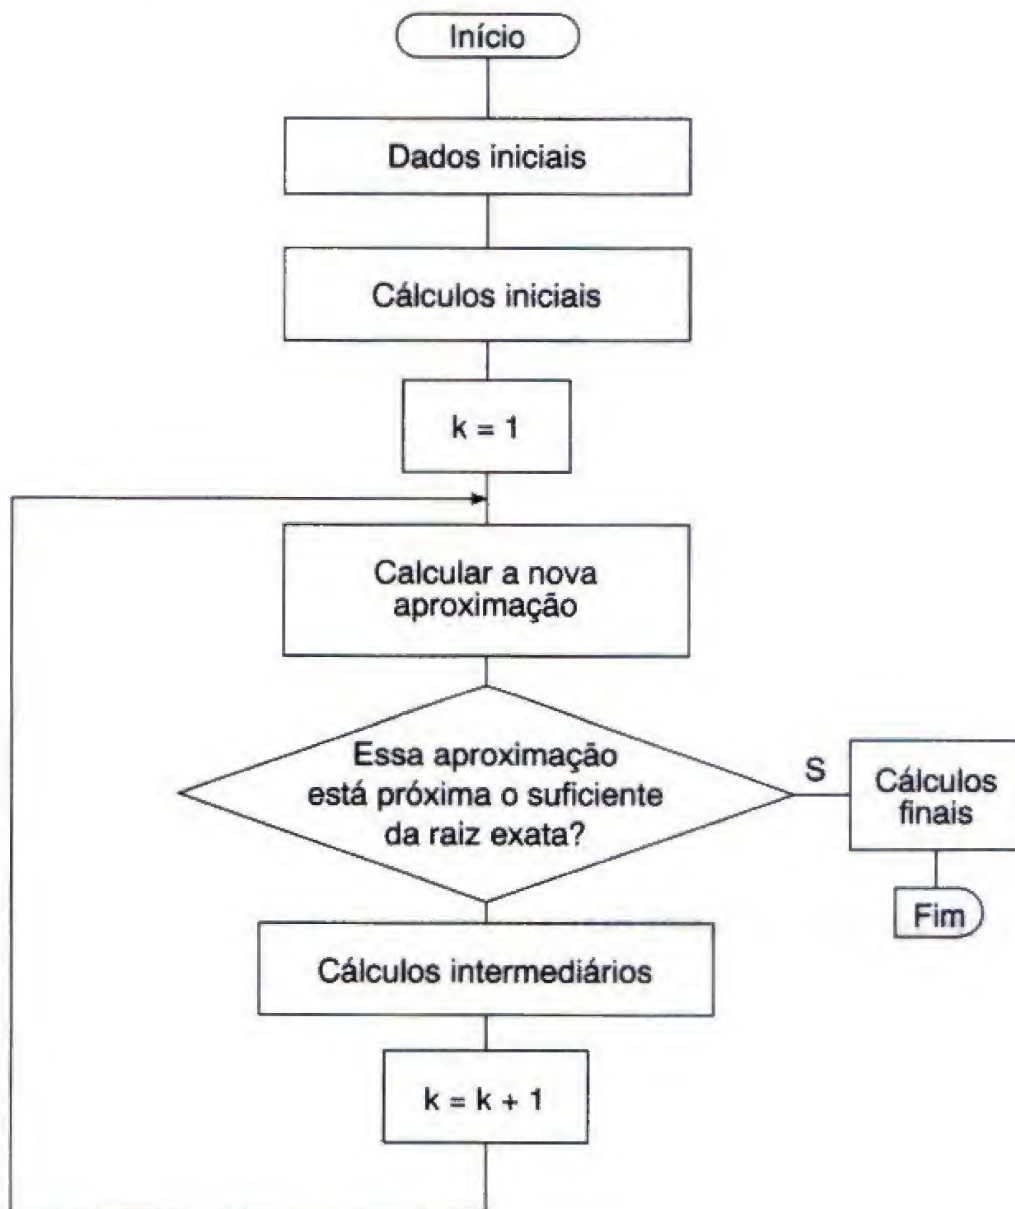 Início
Dados iniciais
Cálculos iniciais
k = 1
Calcular a nova
aproximação
Essa aproximação
está próxima o suficiente
da raiz exata?
S
Cálculos
finais
Fim
Cálculos intermediários
k = k + 1